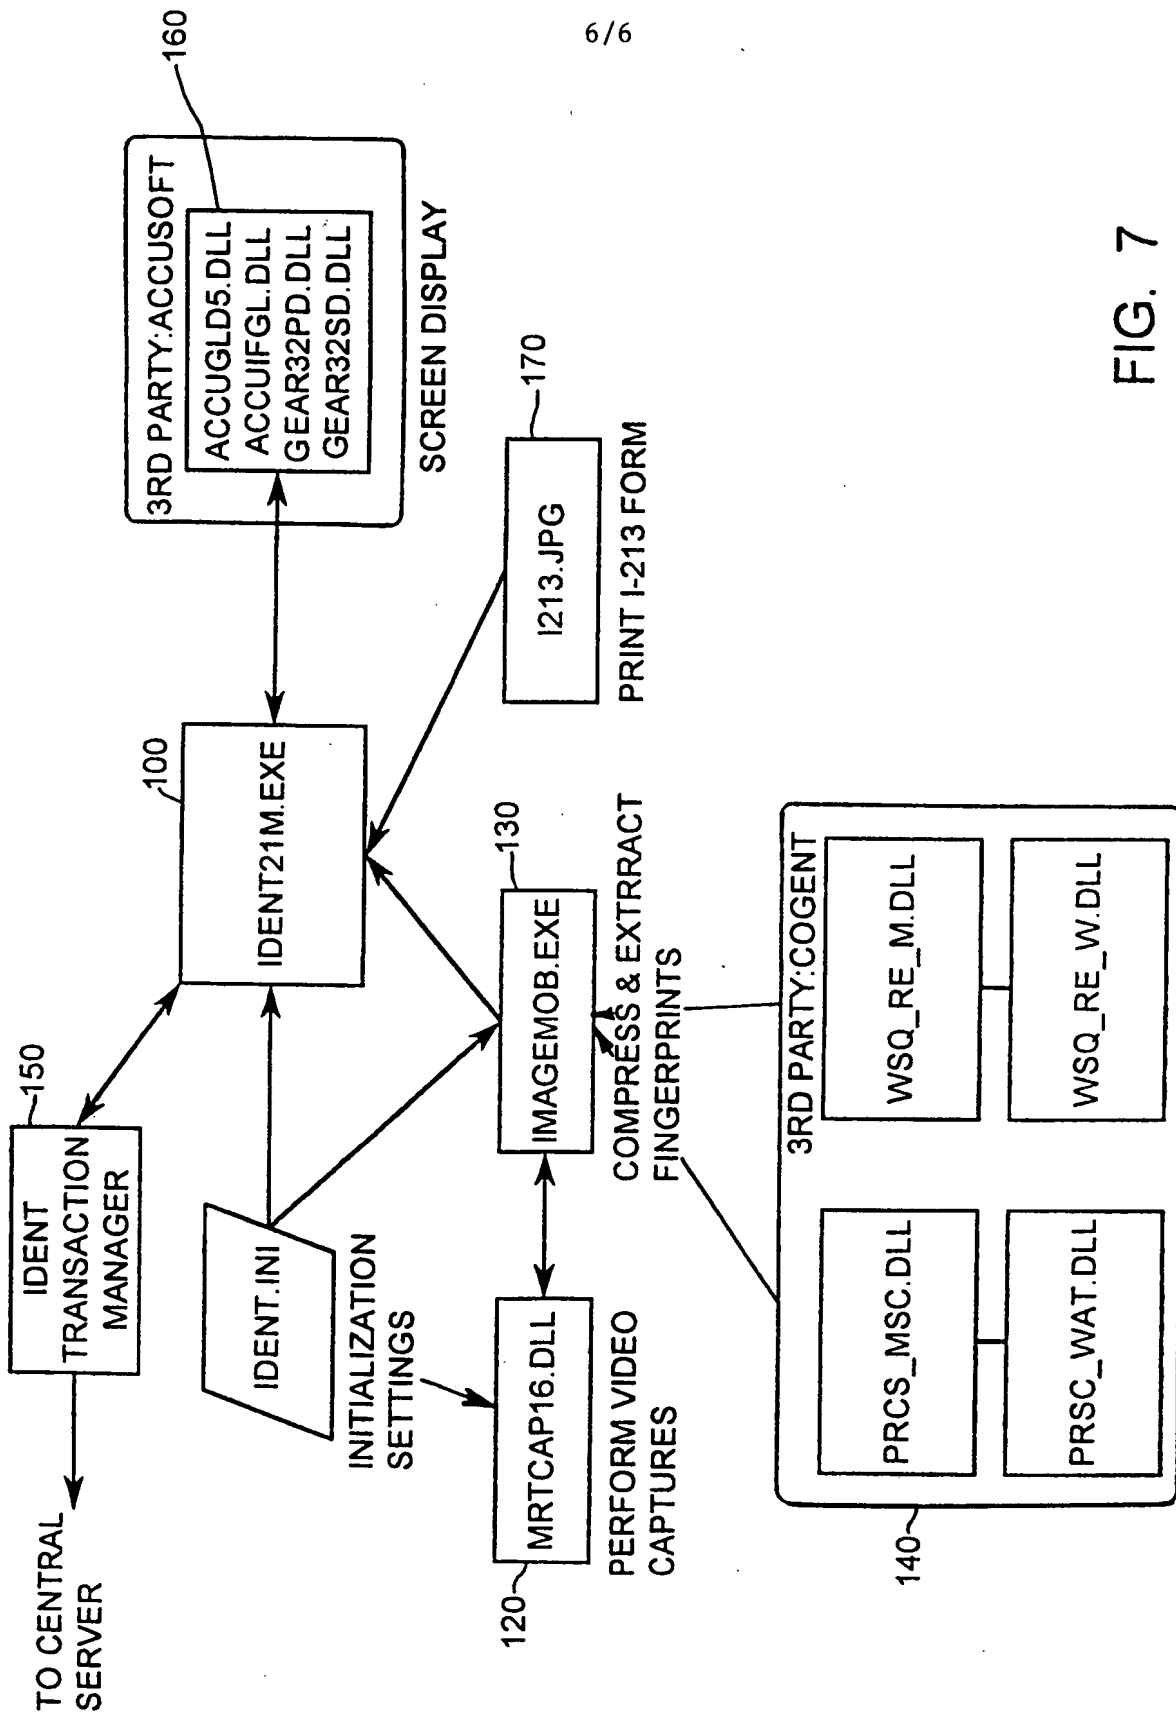 9/9
TO CENTRAL
SERVER
IDENT
TRANSACTION
MANAGER
150
100
IDENT21M.EXE
3RD PARTY:ACCUSOFT
ACCUGLD5.DLL
ACCUIFGL.DLL
GEAR32PD.DLL
GEAR32SD.DLL
160
SCREEN DISPLAY
IDENT.INI
INITIALIZATION
SETTINGS
I213.JPG
170
PRINT I-213 FORM
MRTCAP16.DLL
120
PERFORM VIDEO
CAPTURES
IMAGEMOB.EXE
130
COMPRESS & EXTRRACT
FINGERPRINTS
3RD PARTY:COGENT
PRCS_MSC.DLL
WSQ_RE_M.DLL
PRSC_WAT.DLL
WSQ_RE_W.DLL
140
FIG. 7